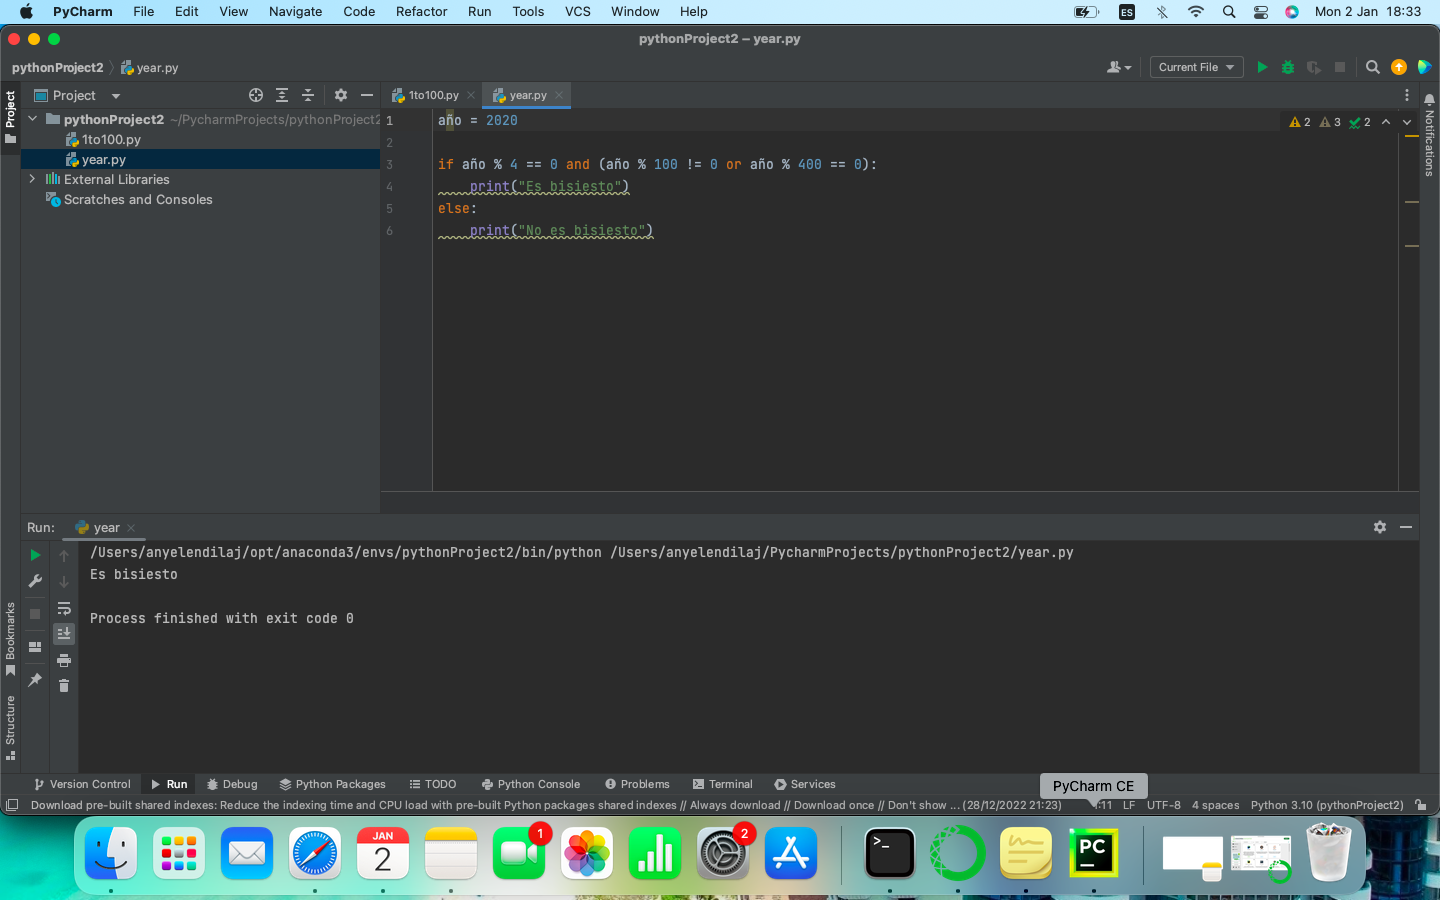 PyCharm File Edit View Navigate Code Refactor Run Tools VCS Window Help ES Mon 2 Jan 18:33
pythonProject2 – year.py
pythonProject2 year.py Current File
Project 1to100.py year.py
Project
pythonProject2 ~/PycharmProjects/pythonProject2
1to100.py
year.py
External Libraries
Scratches and Consoles
2 3 2
1 año = 2020
2
3 if año % 4 == 0 and (año % 100 != 0 or año % 400 == 0):
4 print("Es bisiesto")
5 else:
6 print("No es bisiesto")
Notifications
Run: year
/Users/anyelendilaj/opt/anaconda3/envs/pythonProject2/bin/python /Users/anyelendilaj/PycharmProjects/pythonProject2/year.py
Es bisiesto
Process finished with exit code 0
Bookmarks
Structure
Version Control Run Debug Python Packages TODO Python Console Problems Terminal Services
PyCharm CE
Download pre-built shared indexes: Reduce the indexing time and CPU load with pre-built Python packages shared indexes // Always download // Download once // Don't show ... (28/12/2022 21:23) :11 LF UTF-8 4 spaces Python 3.10 (pythonProject2)
JAN
2
1
2
>_
PC